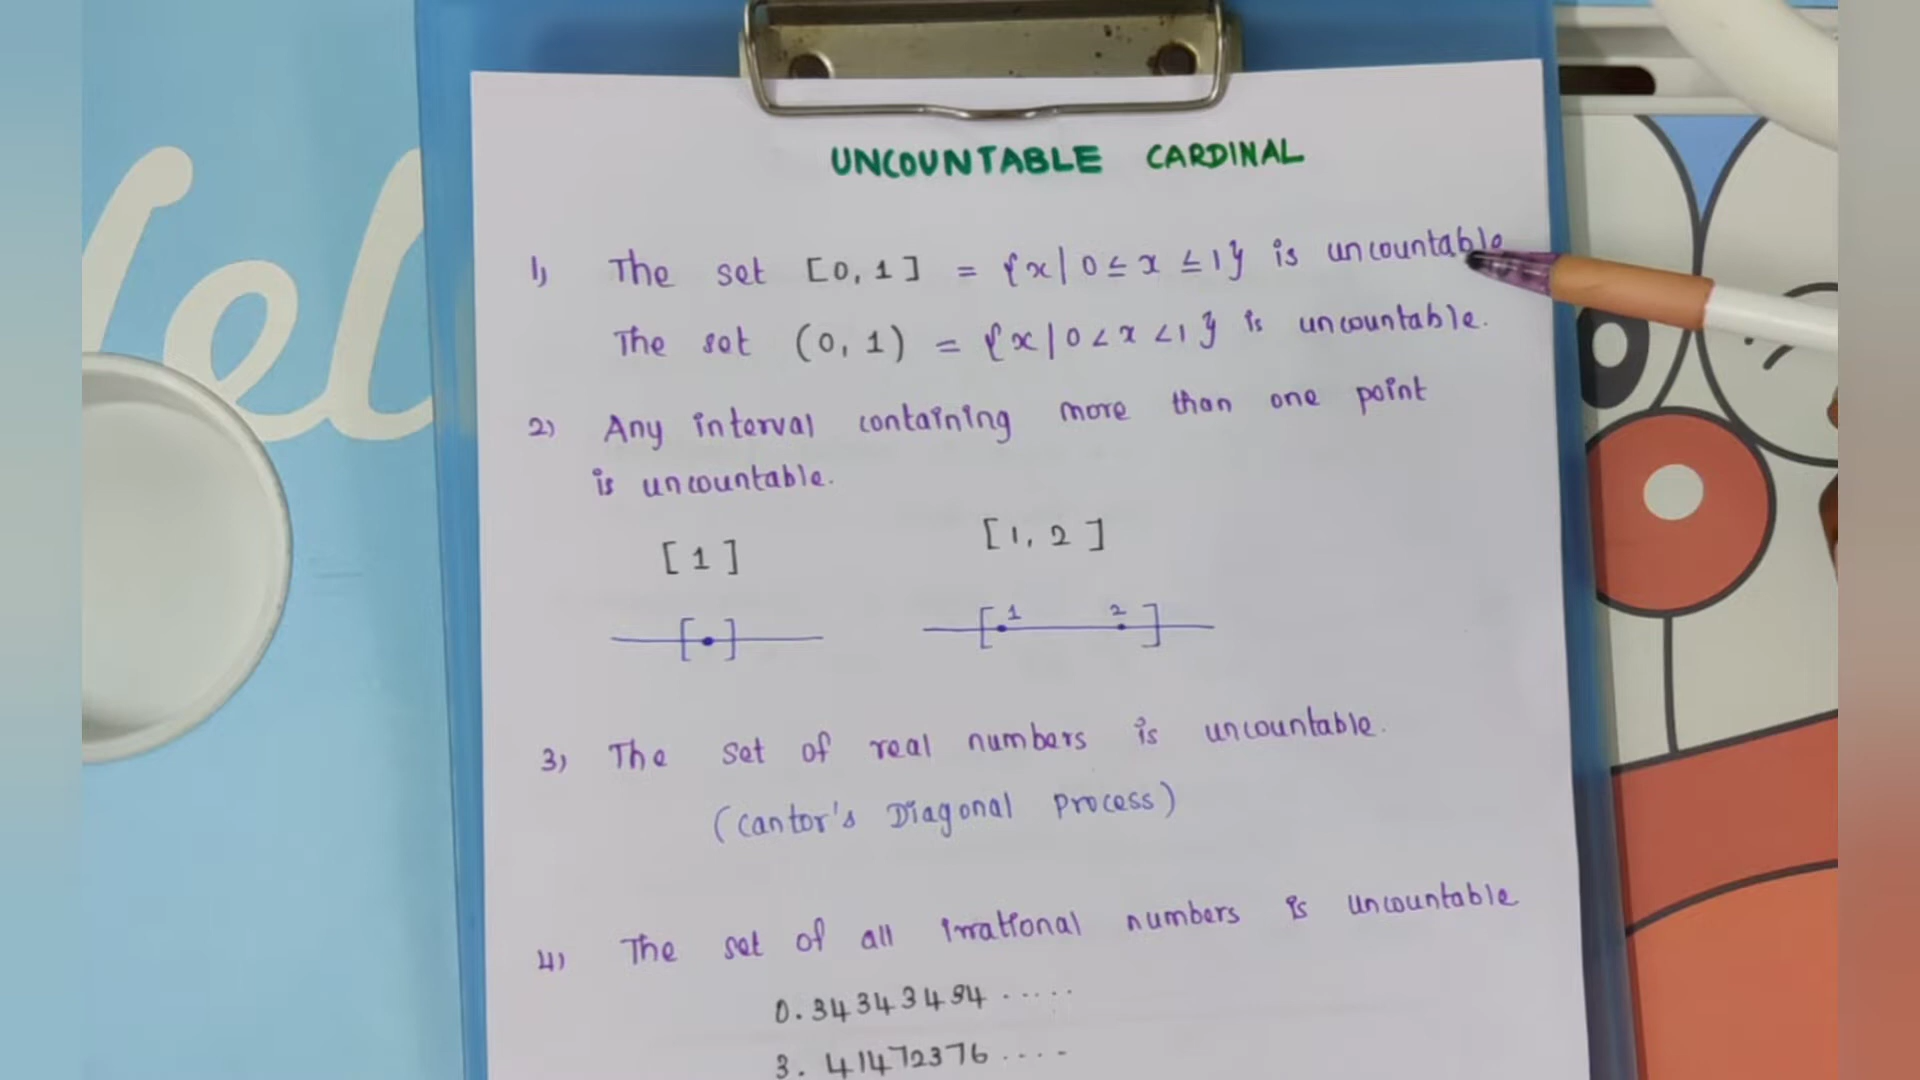 UNCOUNTABLE CARDINAL
1) The set [0, 1] = {x | 0 ≤ x ≤ 1} is uncountable
The set (0, 1) = {x | 0 < x < 1} is uncountable.
2) Any interval containing more than one point
is uncountable.
[1] [1, 2]
[•] [1 2]
3) The set of real numbers is uncountable.
(Cantor's Diagonal Process)
4) The set of all irrational numbers is uncountable
0.34343494 .....
3.41472376 ....